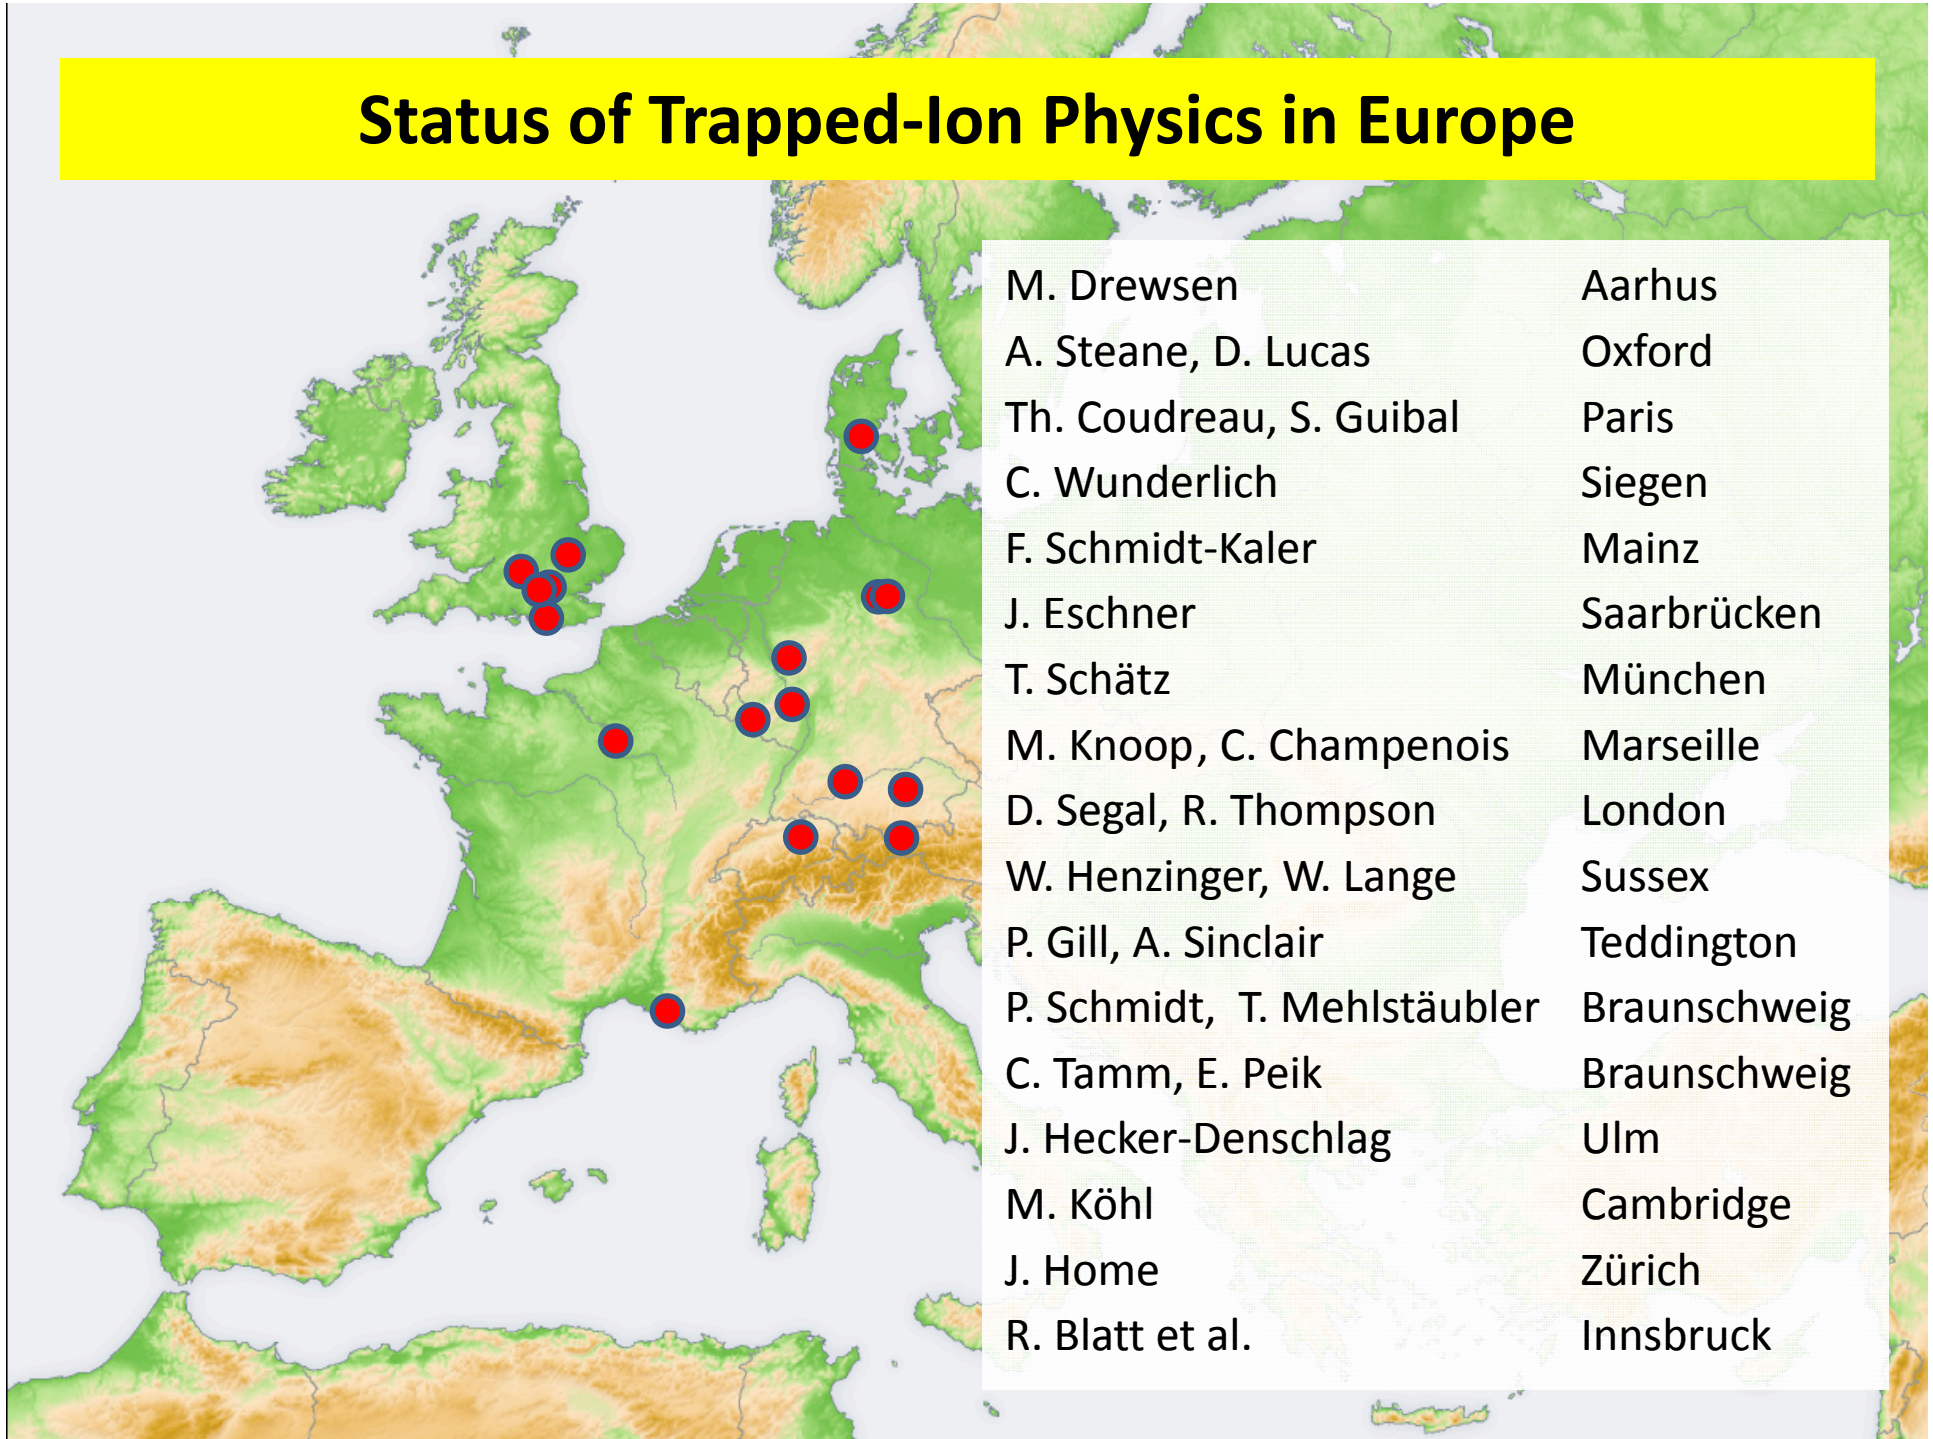 Status of Trapped-Ion Physics in Europe
M. Drewsen Aarhus
A. Steane, D. Lucas Oxford
Th. Coudreau, S. Guibal Paris
C. Wunderlich Siegen
F. Schmidt-Kaler Mainz
J. Eschner Saarbrücken
T. Schätz München
M. Knoop, C. Champenois Marseille
D. Segal, R. Thompson London
W. Henzinger, W. Lange Sussex
P. Gill, A. Sinclair Teddington
P. Schmidt, T. Mehlstäubler Braunschweig
C. Tamm, E. Peik Braunschweig
J. Hecker-Denschlag Ulm
M. Köhl Cambridge
J. Home Zürich
R. Blatt et al. Innsbruck